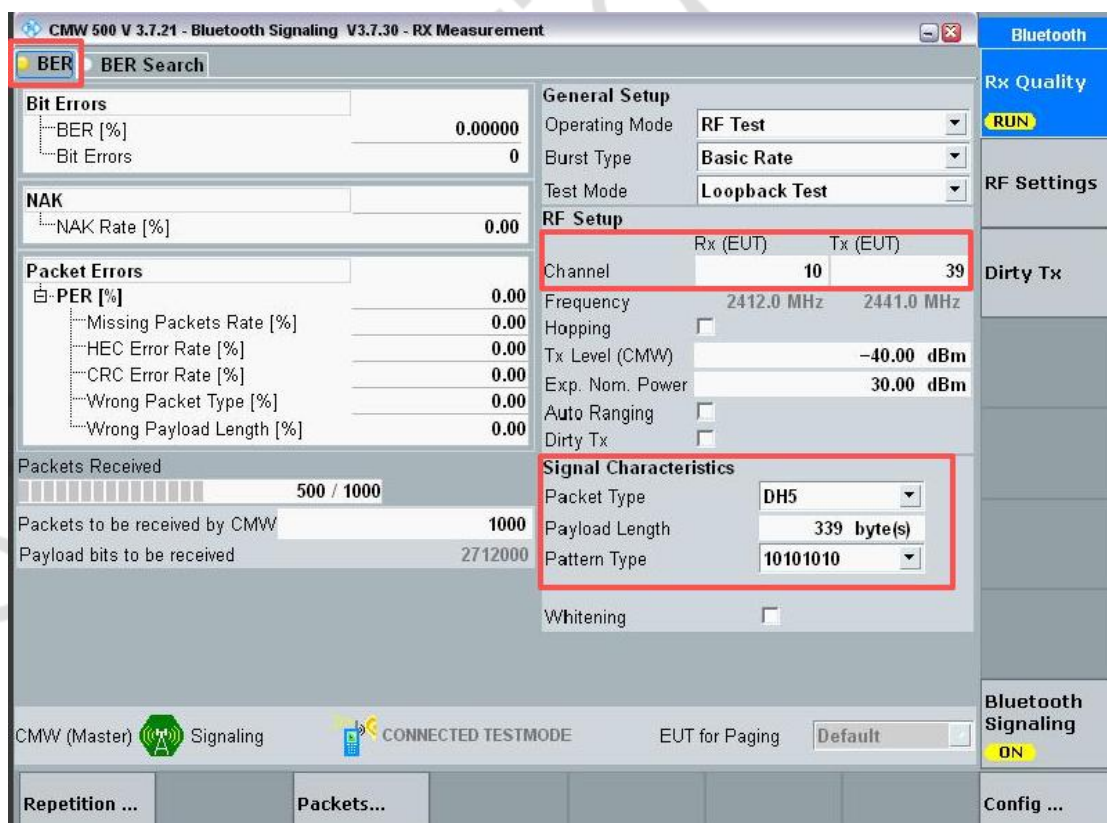 CMW 500 V 3.7.21 - Bluetooth Signaling V3.7.30 - RX Measurement
BER BER Search
Bit Errors
BER [%] 0.00000
Bit Errors 0
NAK
NAK Rate [%] 0.00
Packet Errors
PER [%] 0.00
Missing Packets Rate [%] 0.00
HEC Error Rate [%] 0.00
CRC Error Rate [%] 0.00
Wrong Packet Type [%] 0.00
Wrong Payload Length [%] 0.00
Packets Received
500 / 1000
Packets to be received by CMW 1000
Payload bits to be received 2712000
General Setup
Operating Mode RF Test
Burst Type Basic Rate
Test Mode Loopback Test
RF Setup
Rx (EUT) Tx (EUT)
Channel 10 39
Frequency 2412.0 MHz 2441.0 MHz
Hopping
Tx Level (CMW) −40.00 dBm
Exp. Nom. Power 30.00 dBm
Auto Ranging
Dirty Tx
Signal Characteristics
Packet Type DH5
Payload Length 339 byte(s)
Pattern Type 10101010
Whitening
CMW (Master) Signaling CONNECTED TESTMODE EUT for Paging Default
Repetition ... Packets...
Bluetooth
Rx Quality
RUN
RF Settings
Dirty Tx
Bluetooth
Signaling
ON
Config ...